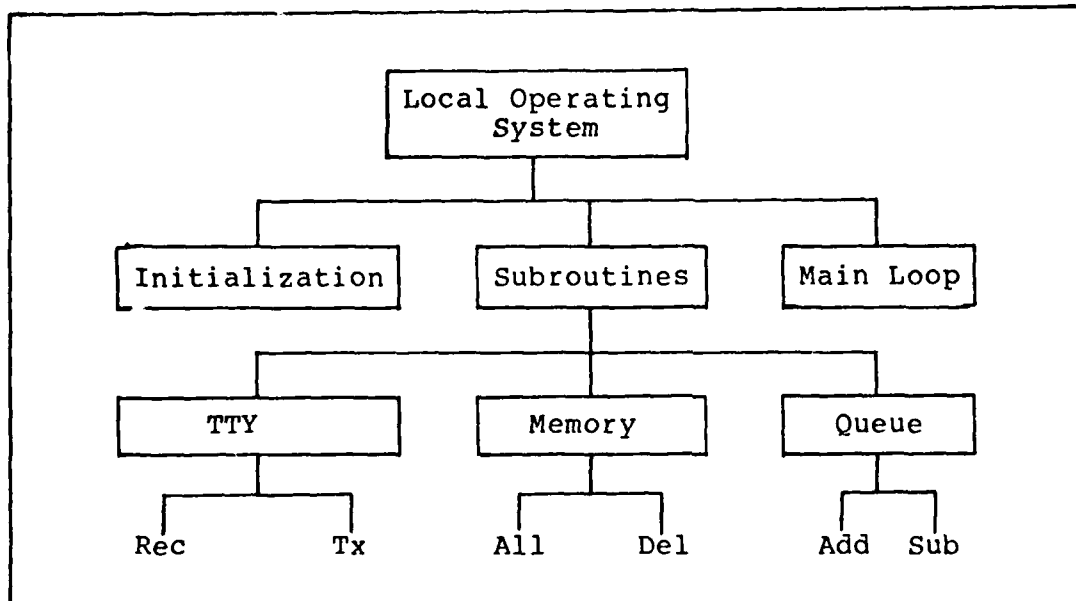 Local Operating
System
Initialization
Subroutines
Main Loop
TTY
Memory
Queue
Rec
Tx
All
Del
Add
Sub